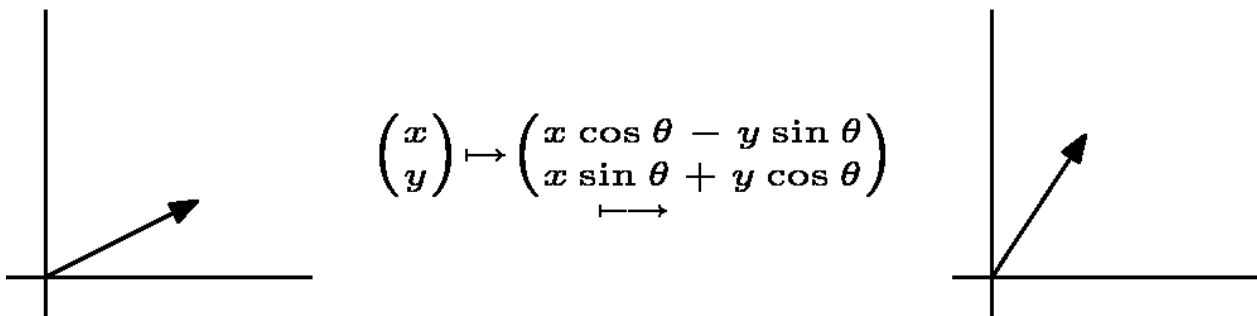 (x) ↦ (x cos θ − y sin θ)
(y) (x sin θ + y cos θ)
⟼